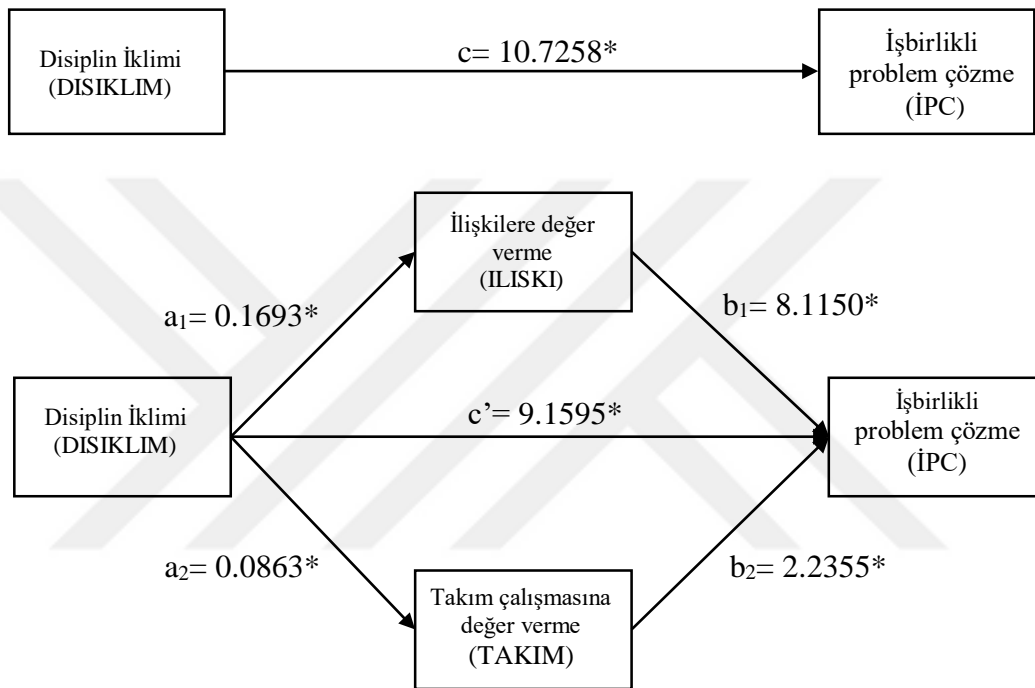 Disiplin İklimi
(DISIKLIM)
c= 10.7258*
İşbirlikli
problem çözme
(İPC)
İlişkilere değer
verme
(ILISKI)
a₁= 0.1693*
b₁= 8.1150*
Disiplin İklimi
(DISIKLIM)
c’= 9.1595*
İşbirlikli
problem çözme
(İPC)
a₂= 0.0863*
b₂= 2.2355*
Takım çalışmasına
değer verme
(TAKIM)